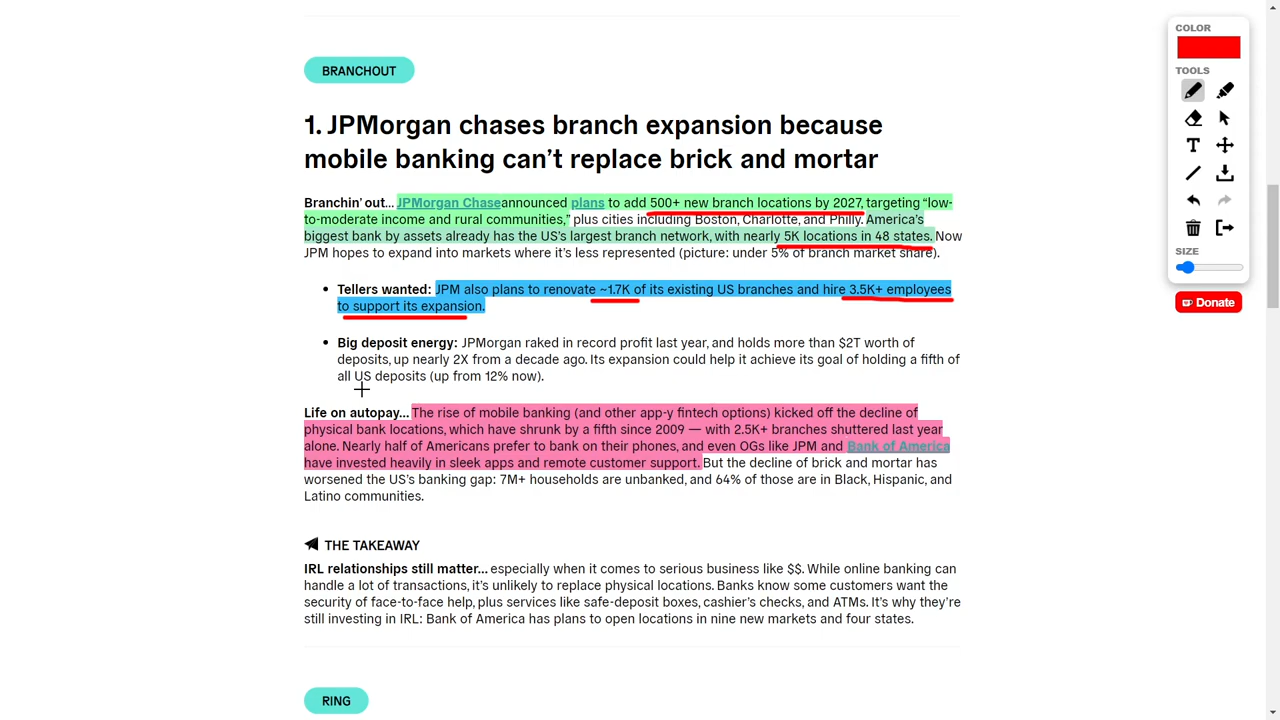 BRANCHOUT
1. JPMorgan chases branch expansion because
mobile banking can’t replace brick and mortar
Branchin’ out... JPMorgan Chase announced plans to add 500+ new branch locations by 2027, targeting “low-
to-moderate income and rural communities,” plus cities including Boston, Charlotte, and Philly. America’s
biggest bank by assets already has the US’s largest branch network, with nearly 5K locations in 48 states. Now
JPM hopes to expand into markets where it’s less represented (picture: under 5% of branch market share).
• Tellers wanted: JPM also plans to renovate ~1.7K of its existing US branches and hire 3.5K+ employees
to support its expansion.
• Big deposit energy: JPMorgan raked in record profit last year, and holds more than $2T worth of
deposits, up nearly 2X from a decade ago. Its expansion could help it achieve its goal of holding a fifth of
all US deposits (up from 12% now).
Life on autopay... The rise of mobile banking (and other app-y fintech options) kicked off the decline of
physical bank locations, which have shrunk by a fifth since 2009 — with 2.5K+ branches shuttered last year
alone. Nearly half of Americans prefer to bank on their phones, and even OGs like JPM and Bank of America
have invested heavily in sleek apps and remote customer support. But the decline of brick and mortar has
worsened the US’s banking gap: 7M+ households are unbanked, and 64% of those are in Black, Hispanic, and
Latino communities.
THE TAKEAWAY
IRL relationships still matter... especially when it comes to serious business like $$. While online banking can
handle a lot of transactions, it’s unlikely to replace physical locations. Banks know some customers want the
security of face-to-face help, plus services like safe-deposit boxes, cashier’s checks, and ATMs. It’s why they’re
still investing in IRL: Bank of America has plans to open locations in nine new markets and four states.
RING
COLOR
TOOLS
T
SIZE
Donate